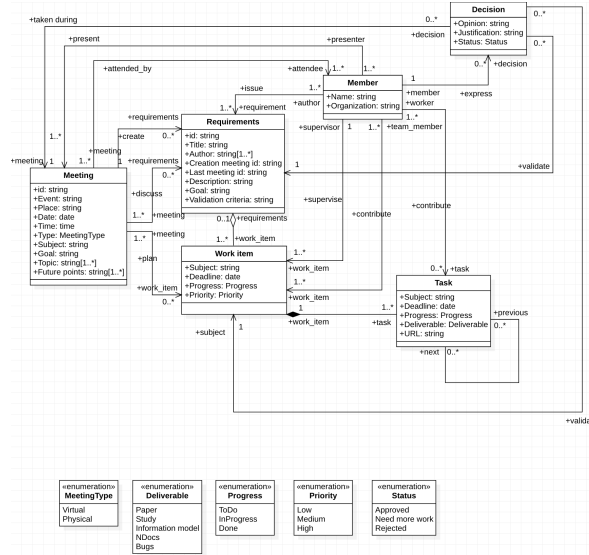 Decision
+Opinion: string
+Justification: string
+Status: Status
+taken during
0..*
+decision
0..*
+present
+presenter
0..*
0..*
+decision
+attended_by
+attendee
1..*
1..*
Member
+Name: string
+Organization: string
1
+member
+express
+worker
1..*
+team_member
+issue
1..*
+author
1..*
+requirement
+supervisor
1
1..*
+requirements
0..*
+create
Requirements
+id: string
+Title: string
+Author: string[1..*]
+Creation meeting id: string
+Last meeting id: string
+Description: string
+Goal: string
+Validation criteria: string
1
+validate
1..*
+meeting
+meeting
1
1
+requirements
0..*
+discuss
Meeting
+id: string
+Event: string
+Place: string
+Date: date
+Time: time
+Type: MeetingType
+Subject: string
+Goal: string
+Topic: string[1..*]
+Future points: string[1..*]
1..*
+meeting
+meeting
1..*
+plan
+work_item
0..*
0..1
+requirements
1..*
+work_item
+supervise
+contribute
+contribute
Work item
+Subject: string
+Deadline: date
+Progress: Progress
+Priority: Priority
1..*
+work_item
1..*
+work_item
1
+work_item
1..*
+task
0..*
+task
Task
+Subject: string
+Deadline: date
+Progress: Progress
+Deliverable: Deliverable
+URL: string
+previous
0..*
+next
0..*
+subject
1
+valida
«enumeration»
MeetingType
Virtual
Physical
«enumeration»
Deliverable
Paper
Study
Information model
NDocs
Bugs
«enumeration»
Progress
ToDo
InProgress
Done
«enumeration»
Priority
Low
Medium
High
«enumeration»
Status
Approved
Need more work
Rejected